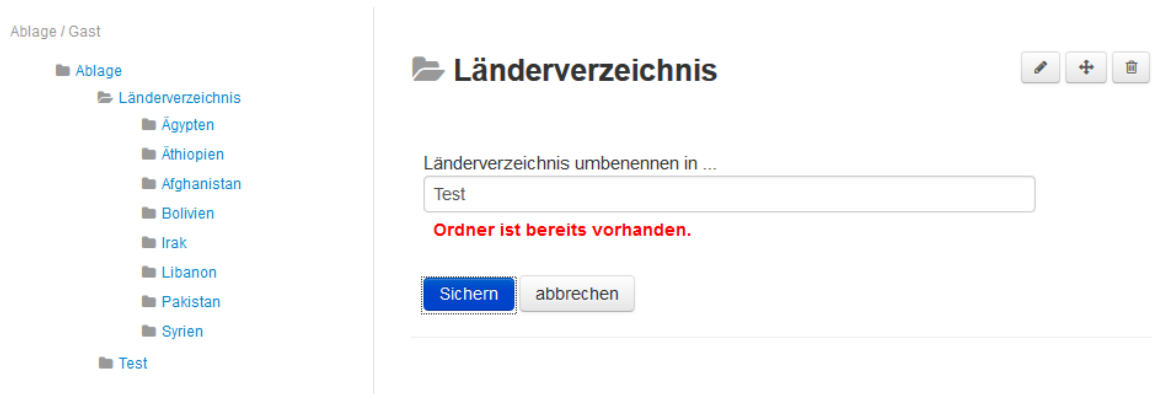 Ablage / Gast
Ablage
Länderverzeichnis
Ägypten
Äthiopien
Afghanistan
Bolivien
Irak
Libanon
Pakistan
Syrien
Test
Länderverzeichnis
Länderverzeichnis umbenennen in ...
Test
Ordner ist bereits vorhanden.
Sichern abbrechen